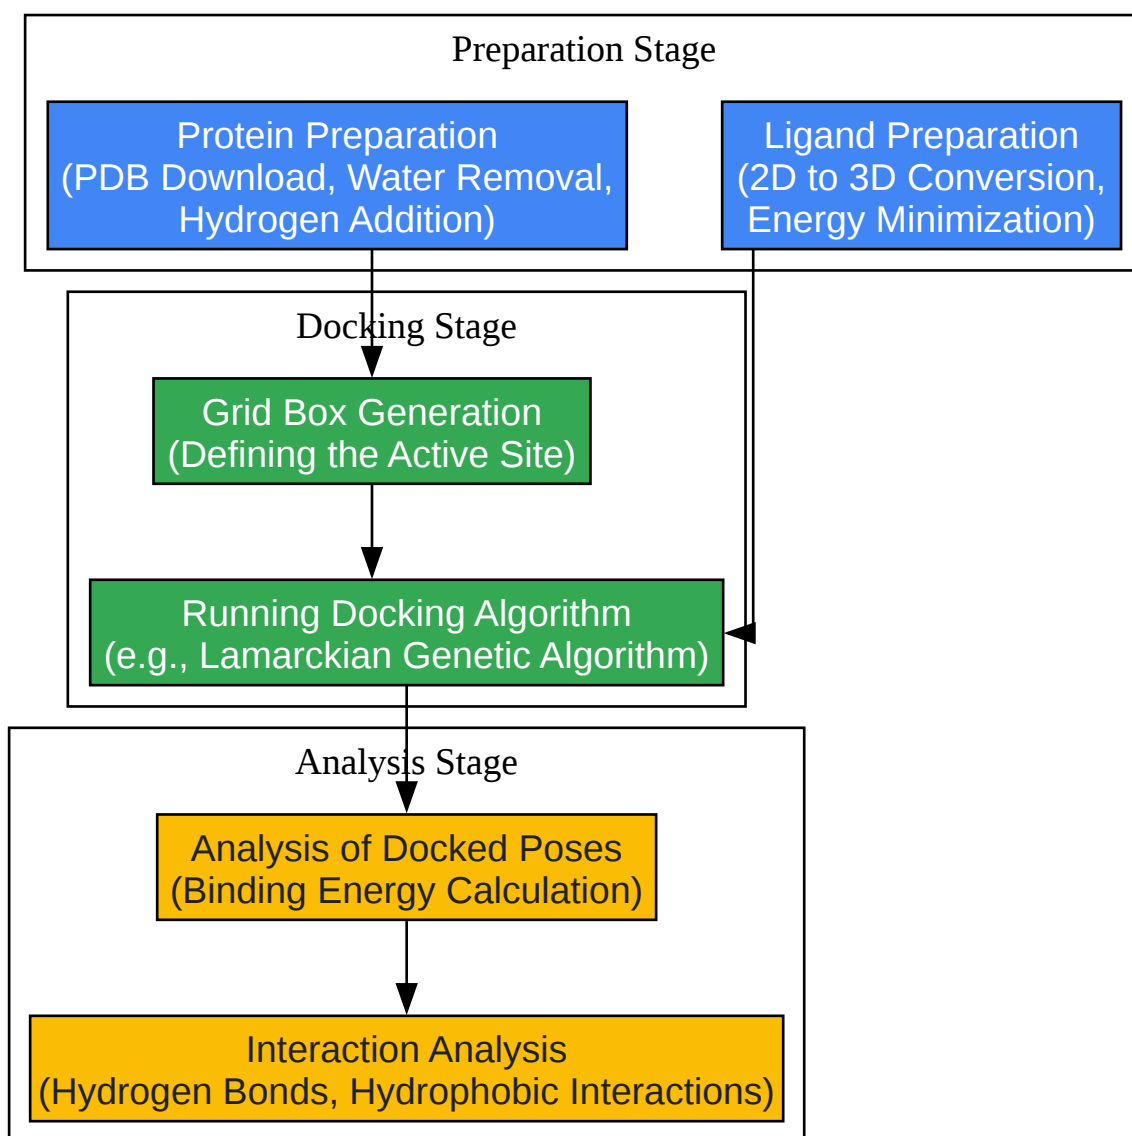 Preparation Stage
Protein Preparation
(PDB Download, Water Removal,
Hydrogen Addition)
Ligand Preparation
(2D to 3D Conversion,
Energy Minimization)
Docking Stage
Grid Box Generation
(Defining the Active Site)
Running Docking Algorithm
(e.g., Lamarckian Genetic Algorithm)
Analysis Stage
Analysis of Docked Poses
(Binding Energy Calculation)
Interaction Analysis
(Hydrogen Bonds, Hydrophobic Interactions)